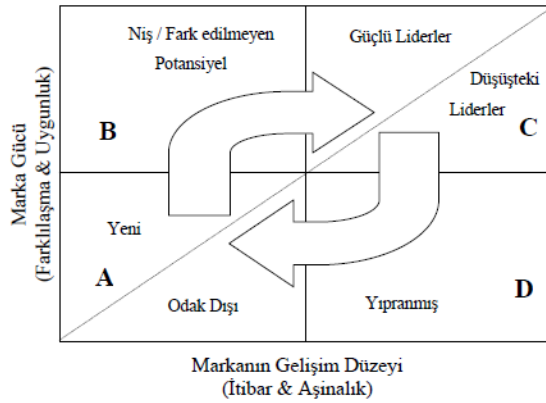 Niş / Fark edilmeyen
Potansiyel
Güçlü Liderler
Düşüşteki
Liderler
B
C
Marka Gücü
(Farklılaşma & Uygunluk)
Yeni
A
Odak Dışı
Yıpranmış
D
Markanın Gelişim Düzeyi
(İtibar & Aşinalık)